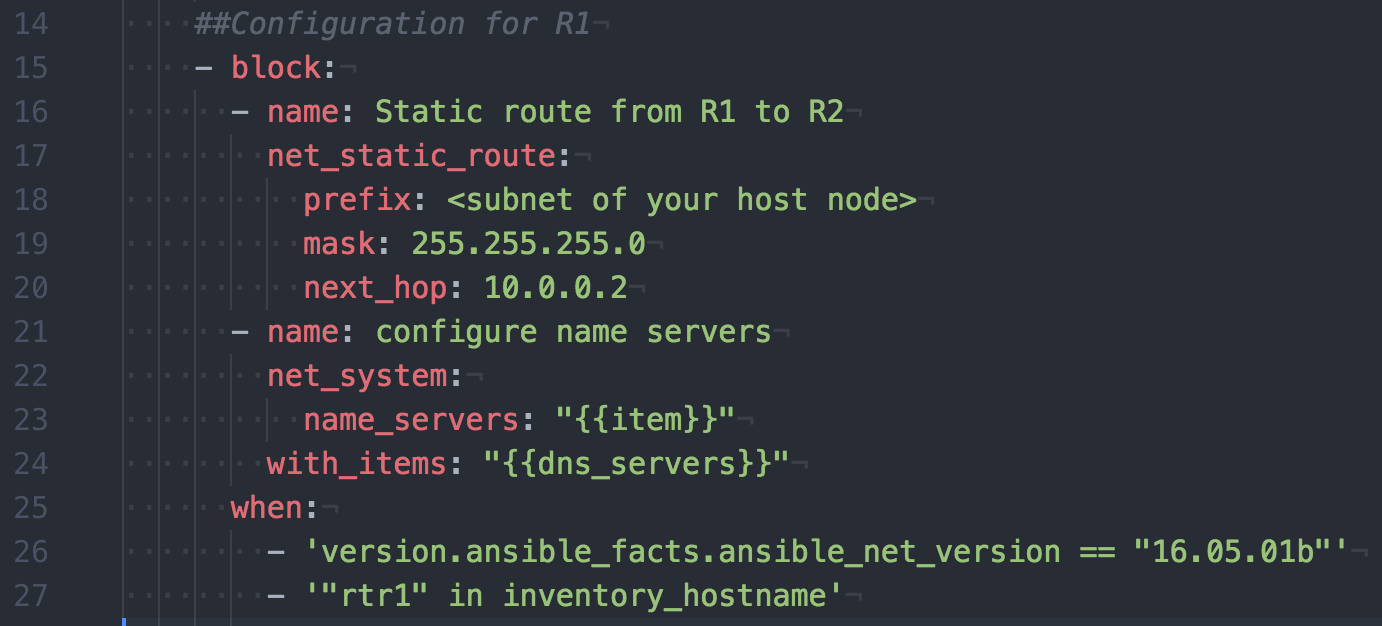 14 ##Configuration for R1¬
15 - block:¬
16 - name: Static route from R1 to R2¬
17 net_static_route:¬
18 prefix: <subnet of your host node>¬
19 mask: 255.255.255.0¬
20 next_hop: 10.0.0.2¬
21 - name: configure name servers¬
22 net_system:¬
23 name_servers: "{{item}}"¬
24 with_items: "{{dns_servers}}"¬
25 when:¬
26 - 'version.ansible_facts.ansible_net_version == "16.05.01b"'¬
27 - '"rtr1" in inventory_hostname'¬